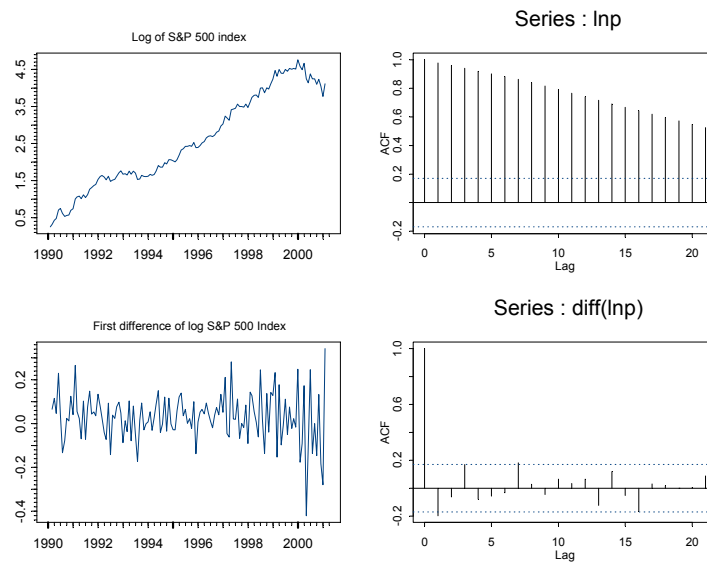 Log of S&P 500 index
0.5 1.5 2.5 3.5 4.5
1990 1992 1994 1996 1998 2000
Series : lnp
ACF
-0.2 0.2 0.4 0.6 0.8 1.0
0 5 10 15 20
Lag
First difference of log S&P 500 Index
-0.4 -0.2 0.0 0.2
1990 1992 1994 1996 1998 2000
Series : diff(lnp)
ACF
-0.2 0.2 0.6 1.0
0 5 10 15 20
Lag